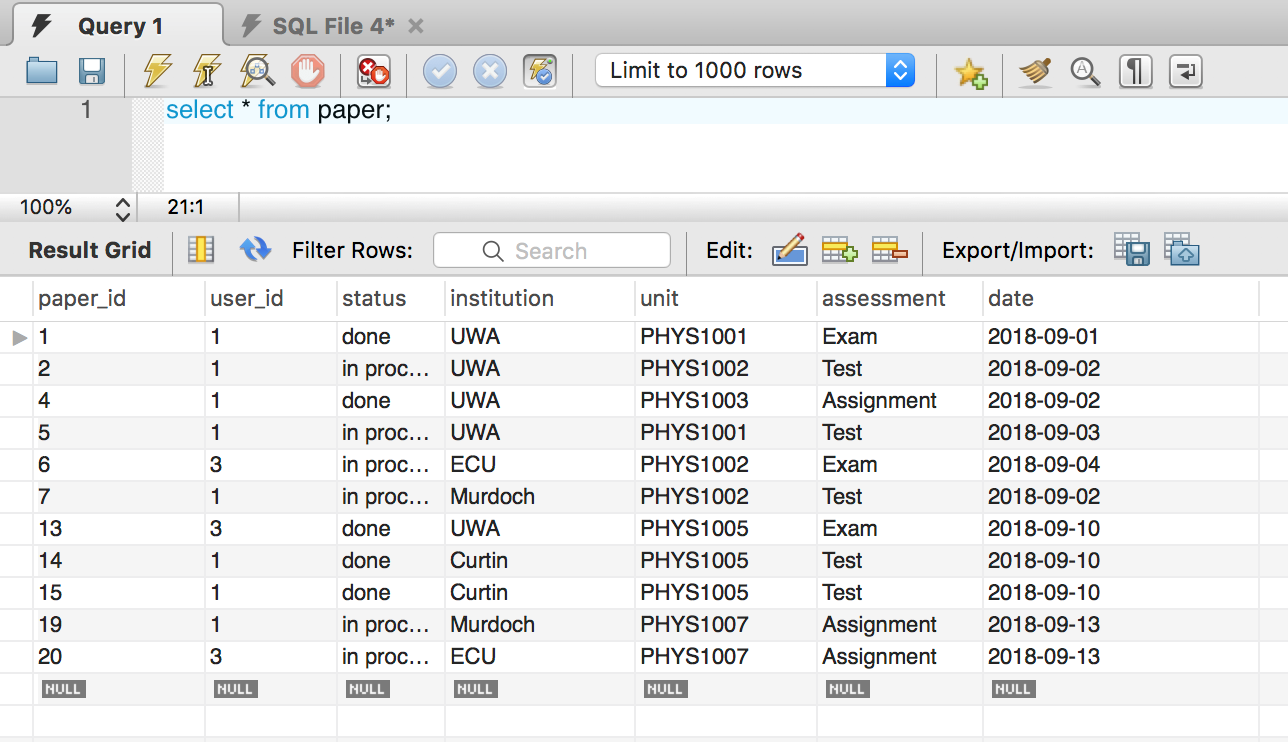 Query 1 SQL File 4*
Limit to 1000 rows
1 select * from paper;
100% 21:1
Result Grid Filter Rows: Search Edit: Export/Import:
paper_id user_id status institution unit assessment date
1 1 done UWA PHYS1001 Exam 2018-09-01
2 1 in proc... UWA PHYS1002 Test 2018-09-02
4 1 done UWA PHYS1003 Assignment 2018-09-02
5 1 in proc... UWA PHYS1001 Test 2018-09-03
6 3 in proc... ECU PHYS1002 Exam 2018-09-04
7 1 in proc... Murdoch PHYS1002 Test 2018-09-02
13 3 done UWA PHYS1005 Exam 2018-09-10
14 1 done Curtin PHYS1005 Test 2018-09-10
15 1 done Curtin PHYS1005 Test 2018-09-10
19 1 in proc... Murdoch PHYS1007 Assignment 2018-09-13
20 3 in proc... ECU PHYS1007 Assignment 2018-09-13
NULL NULL NULL NULL NULL NULL NULL